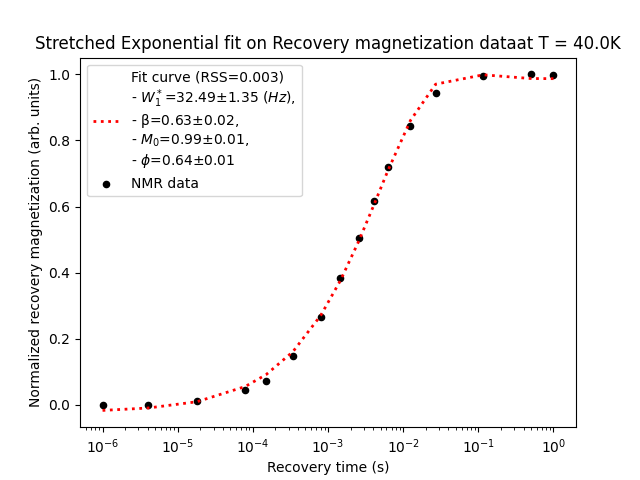 Stretched Exponential fit on Recovery magnetization dataat T = 40.0K
Normalized recovery magnetization (arb. units)
1.0
0.8
0.6
0.4
0.2
0.0
Fit curve (RSS=0.003)
- W₁*=32.49±1.35 (Hz),
- β=0.63±0.02,
- M₀=0.99±0.01,
- ϕ=0.64±0.01
NMR data
10⁻⁶ 10⁻⁵ 10⁻⁴ 10⁻³ 10⁻² 10⁻¹ 10⁰
Recovery time (s)